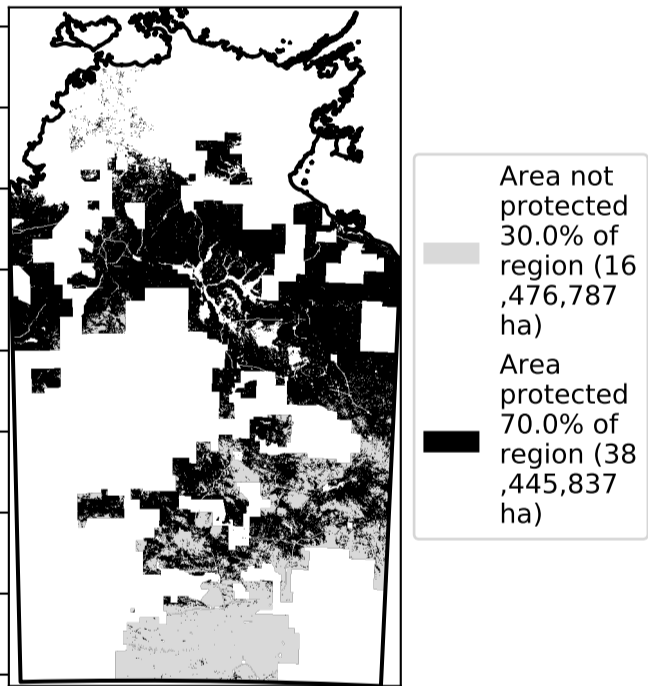 Area not
protected
30.0% of
region (16
,476,787
ha)
Area
protected
70.0% of
region (38
,445,837
ha)